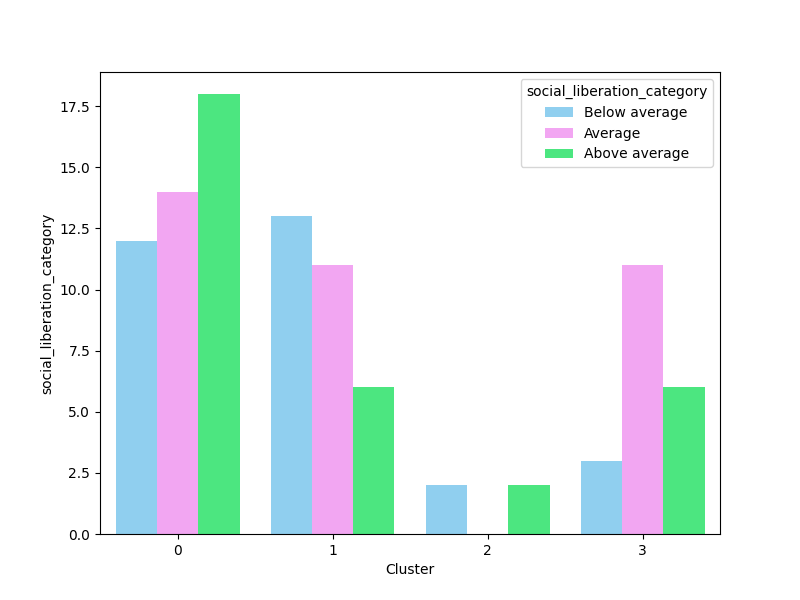 social_liberation_category
Below average
Average
Above average
17.5
15.0
12.5
10.0
7.5
5.0
2.5
0.0
social_liberation_category
0 1 2 3
Cluster